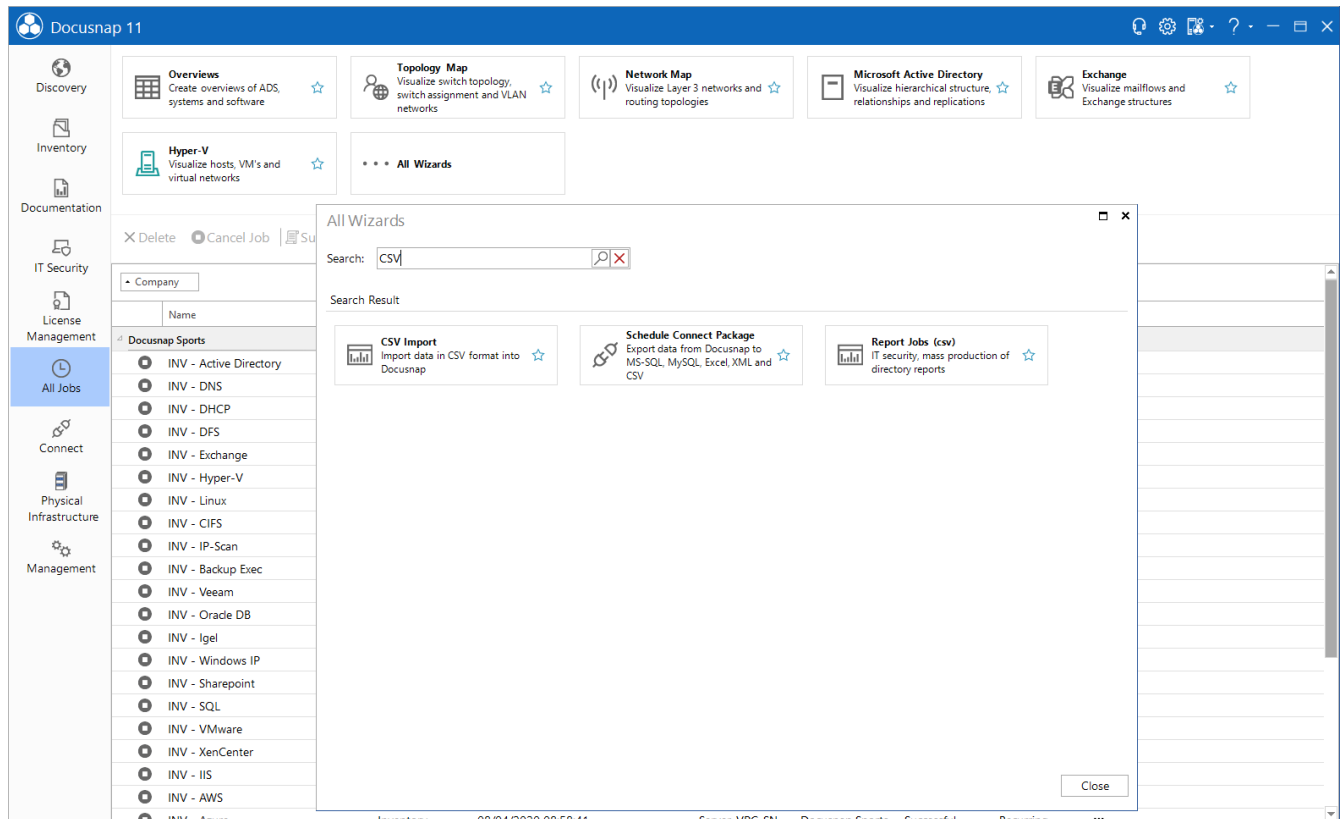 Docusnap 11
Discovery
Inventory
Documentation
IT Security
License
Management
All Jobs
Connect
Physical
Infrastructure
Management
Overviews
Create overviews of ADS,
systems and software
Topology Map
Visualize switch topology,
switch assignment and VLAN
networks
Network Map
Visualize Layer 3 networks and
routing topologies
Microsoft Active Directory
Visualize hierarchical structure,
relationships and replications
Exchange
Visualize mailflows and
Exchange structures
Hyper-V
Visualize hosts, VM's and
virtual networks
All Wizards
Delete Cancel Job Su
Company
Name
Docusnap Sports
INV - Active Directory
INV - DNS
INV - DHCP
INV - DFS
INV - Exchange
INV - Hyper-V
INV - Linux
INV - CIFS
INV - IP-Scan
INV - Backup Exec
INV - Veeam
INV - Oracle DB
INV - Igel
INV - Windows IP
INV - Sharepoint
INV - SQL
INV - VMware
INV - XenCenter
INV - IIS
INV - AWS
All Wizards
Search: CSV
Search Result
CSV Import
Import data in CSV format into
Docusnap
Schedule Connect Package
Export data from Docusnap to
MS-SQL, MySQL, Excel, XML and
CSV
Report Jobs (csv)
IT security, mass production of
directory reports
Close